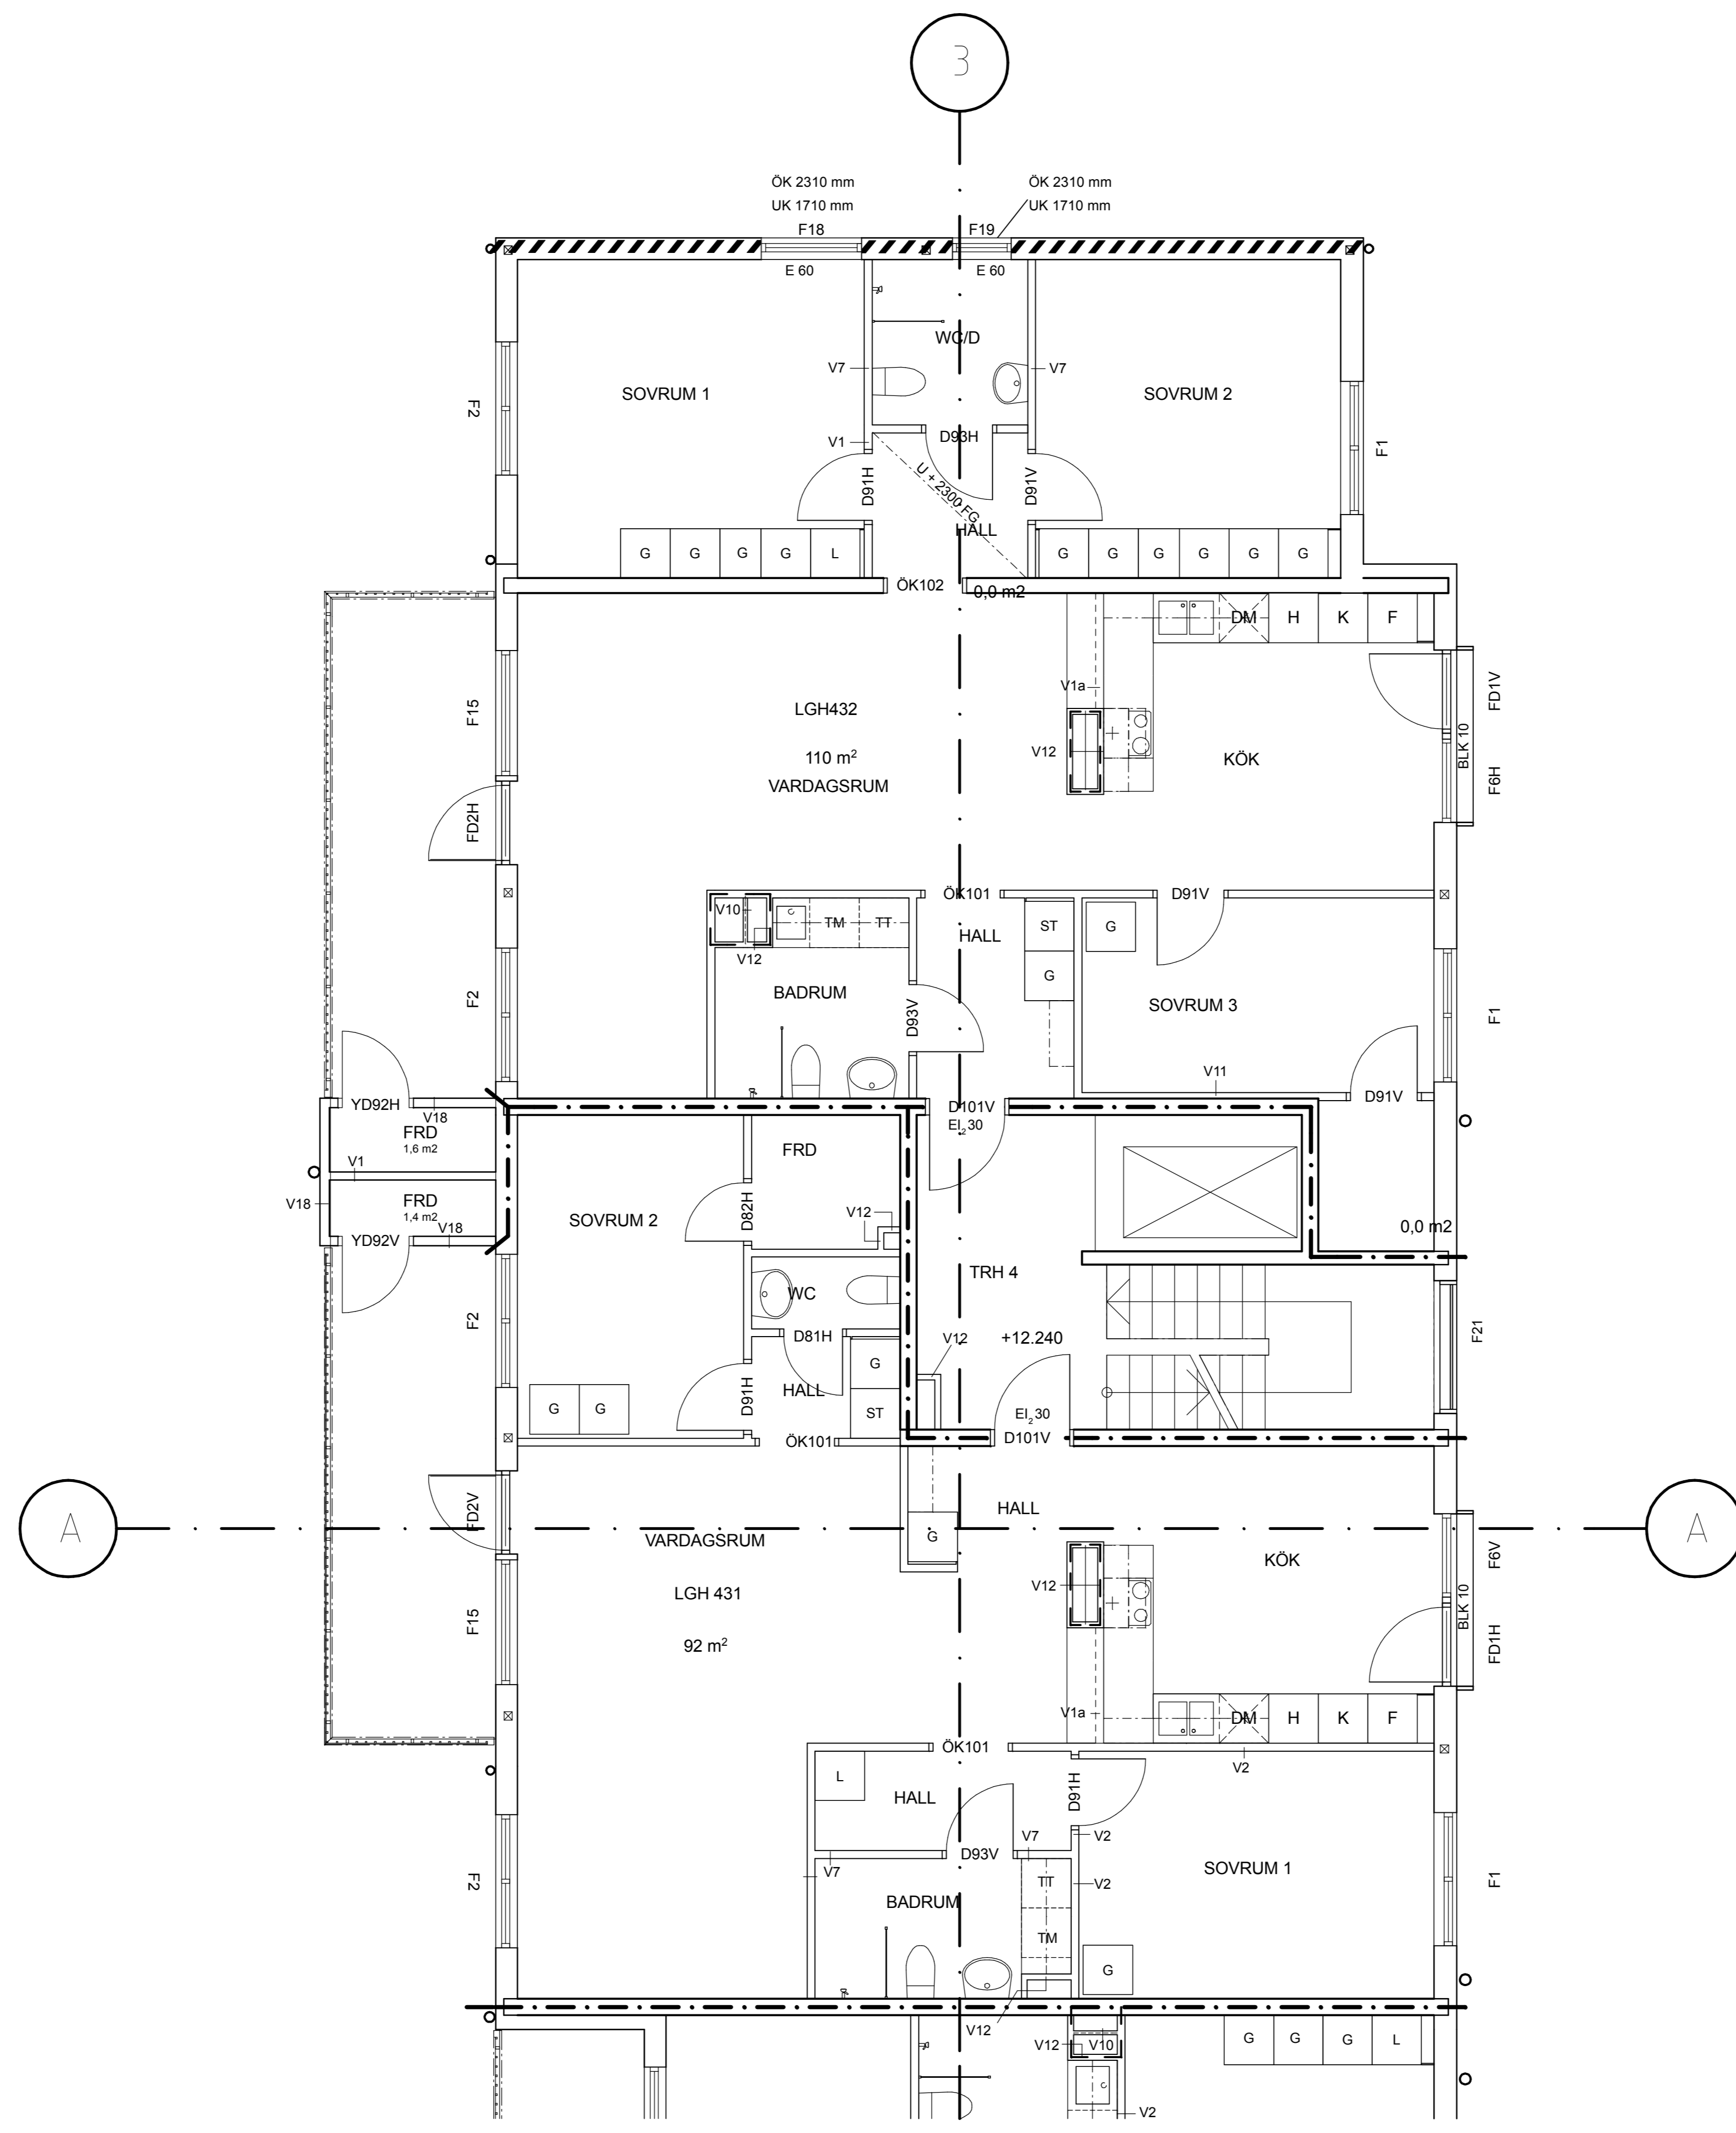 3
ÖK 2310 mm
UK 1710 mm
F18
ÖK 2310 mm
UK 1710 mm
F19
E 60
E 60
WC/D
V7
V7
SOVRUM 1
SOVRUM 2
F2
F1
V1
D93H
D91H
U + 2300 FG
D91V
HALL
G G G G L
G G G G G G
ÖK102
0,0 m2
DM H K F
V1a
F15
LGH432
FD1V
BLK 10
V12
110 m²
KÖK
VARDAGSRUM
F6H
FD2H
ÖK101
D91V
V10
TM TT
HALL
ST
G
V12
G
BADRUM
SOVRUM 3
F2
F1
D93V
V11
YD92H
V18
D101V
EI₂30
D91V
FRD
1,6 m2
V1
FRD
V18
FRD
1,4 m2
V18
YD92V
SOVRUM 2
D82H
V12
0,0 m2
TRH 4
WC
F2
D81H
V12
+12.240
F21
G
HALL
D91H
G G
ST
EI₂30
D101V
ÖK101
A
FD2V
HALL
G
VARDAGSRUM
KÖK
F6V
A
LGH 431
V12
BLK 10
F15
92 m²
FD1H
V1a
DM H K F
ÖK101
V2
L
HALL
D91H
V7
V2
D93V
V7
TT
V2
SOVRUM 1
F2
F1
BADRUM
TM
G
V12
V12
V10
G G G L
V2